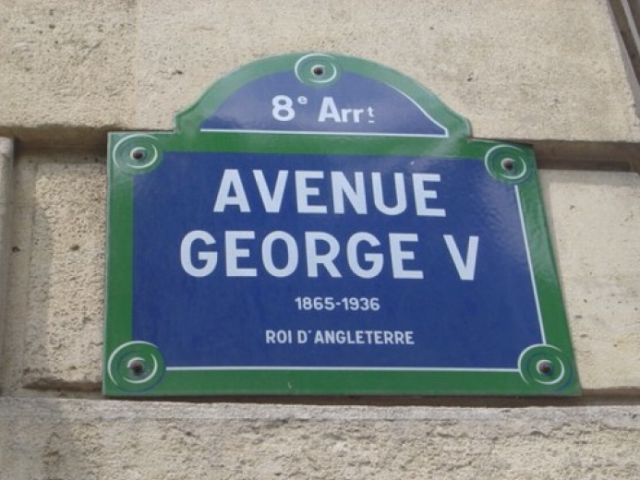 8e Arrt
AVENUE
GEORGE V
1865-1936
ROI D'ANGLETERRE